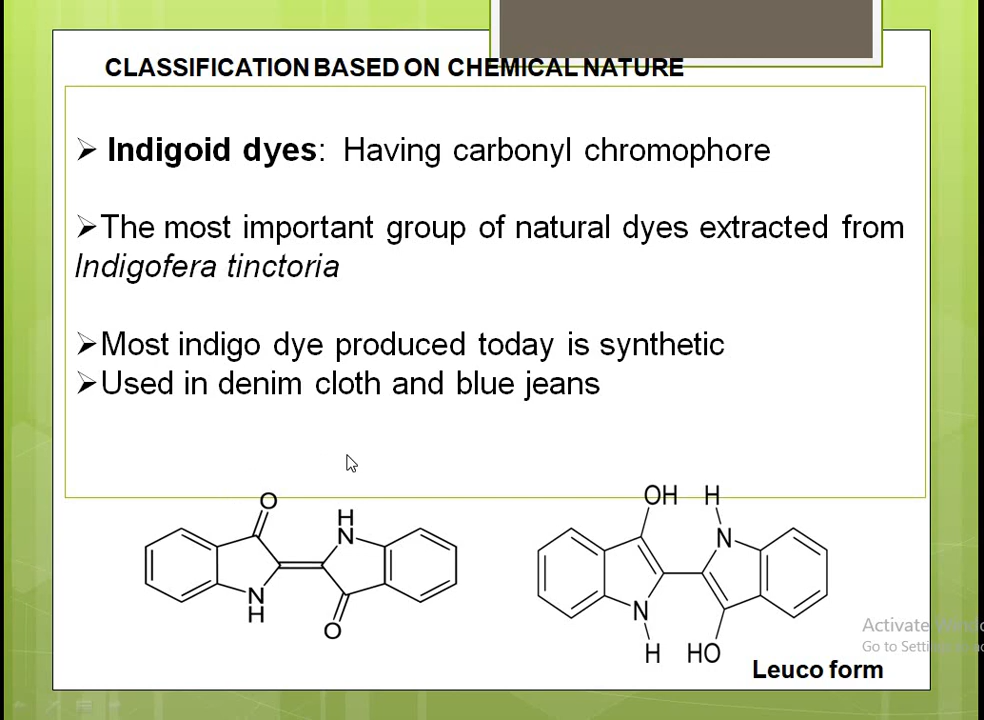 CLASSIFICATION BASED ON CHEMICAL NATURE
➢ Indigoid dyes: Having carbonyl chromophore
➢The most important group of natural dyes extracted from
Indigofera tinctoria
➢Most indigo dye produced today is synthetic
➢Used in denim cloth and blue jeans
O
H
N
N
H
O
OH H
N
N
H HO
Activate
Go to
Leuco form